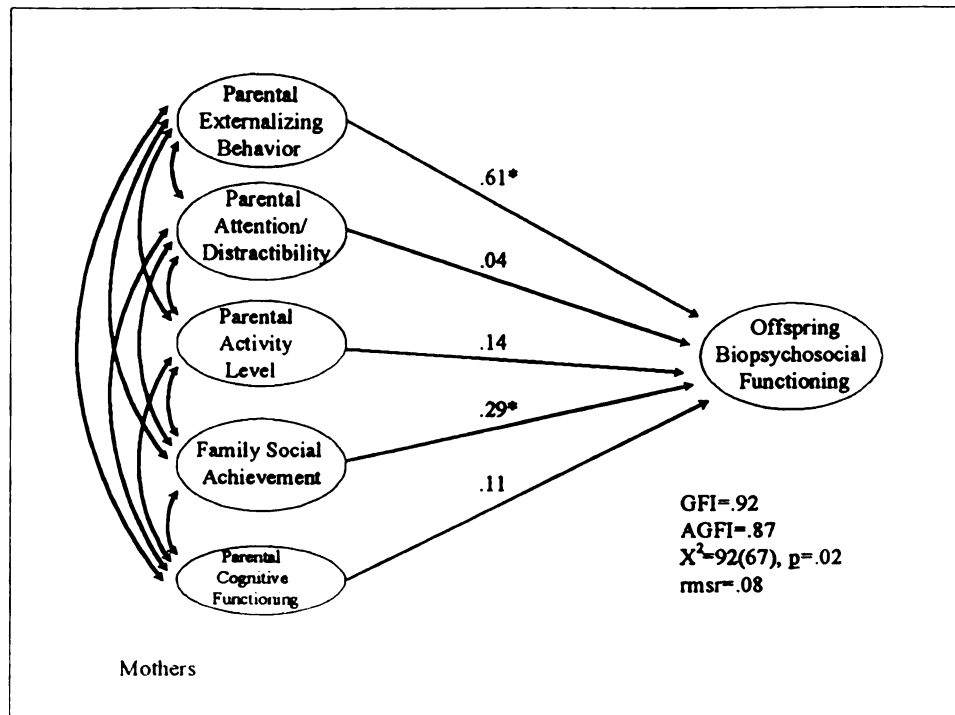 Parental
Externalizing
Behavior
.61*
Parental
Attention/
Distractibility
.04
Parental
Activity
Level
.14
Offspring
Biopsychosocial
Functioning
.29*
Family Social
Achievement
.11
Parental
Cognitive
Functioning
GFI=.92
AGFI=.87
X²=92(67), p=.02
rmsr=.08
Mothers